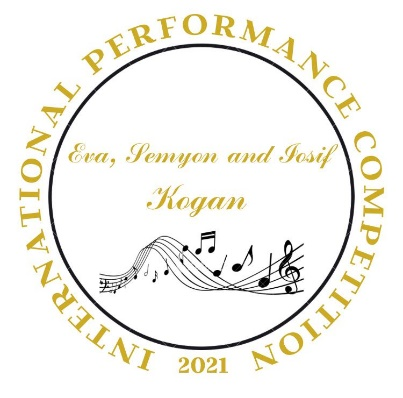 INTERNATIONAL PERFORMANCE COMPETITION
Eva, Semyon and Iosif
Kogan
2021